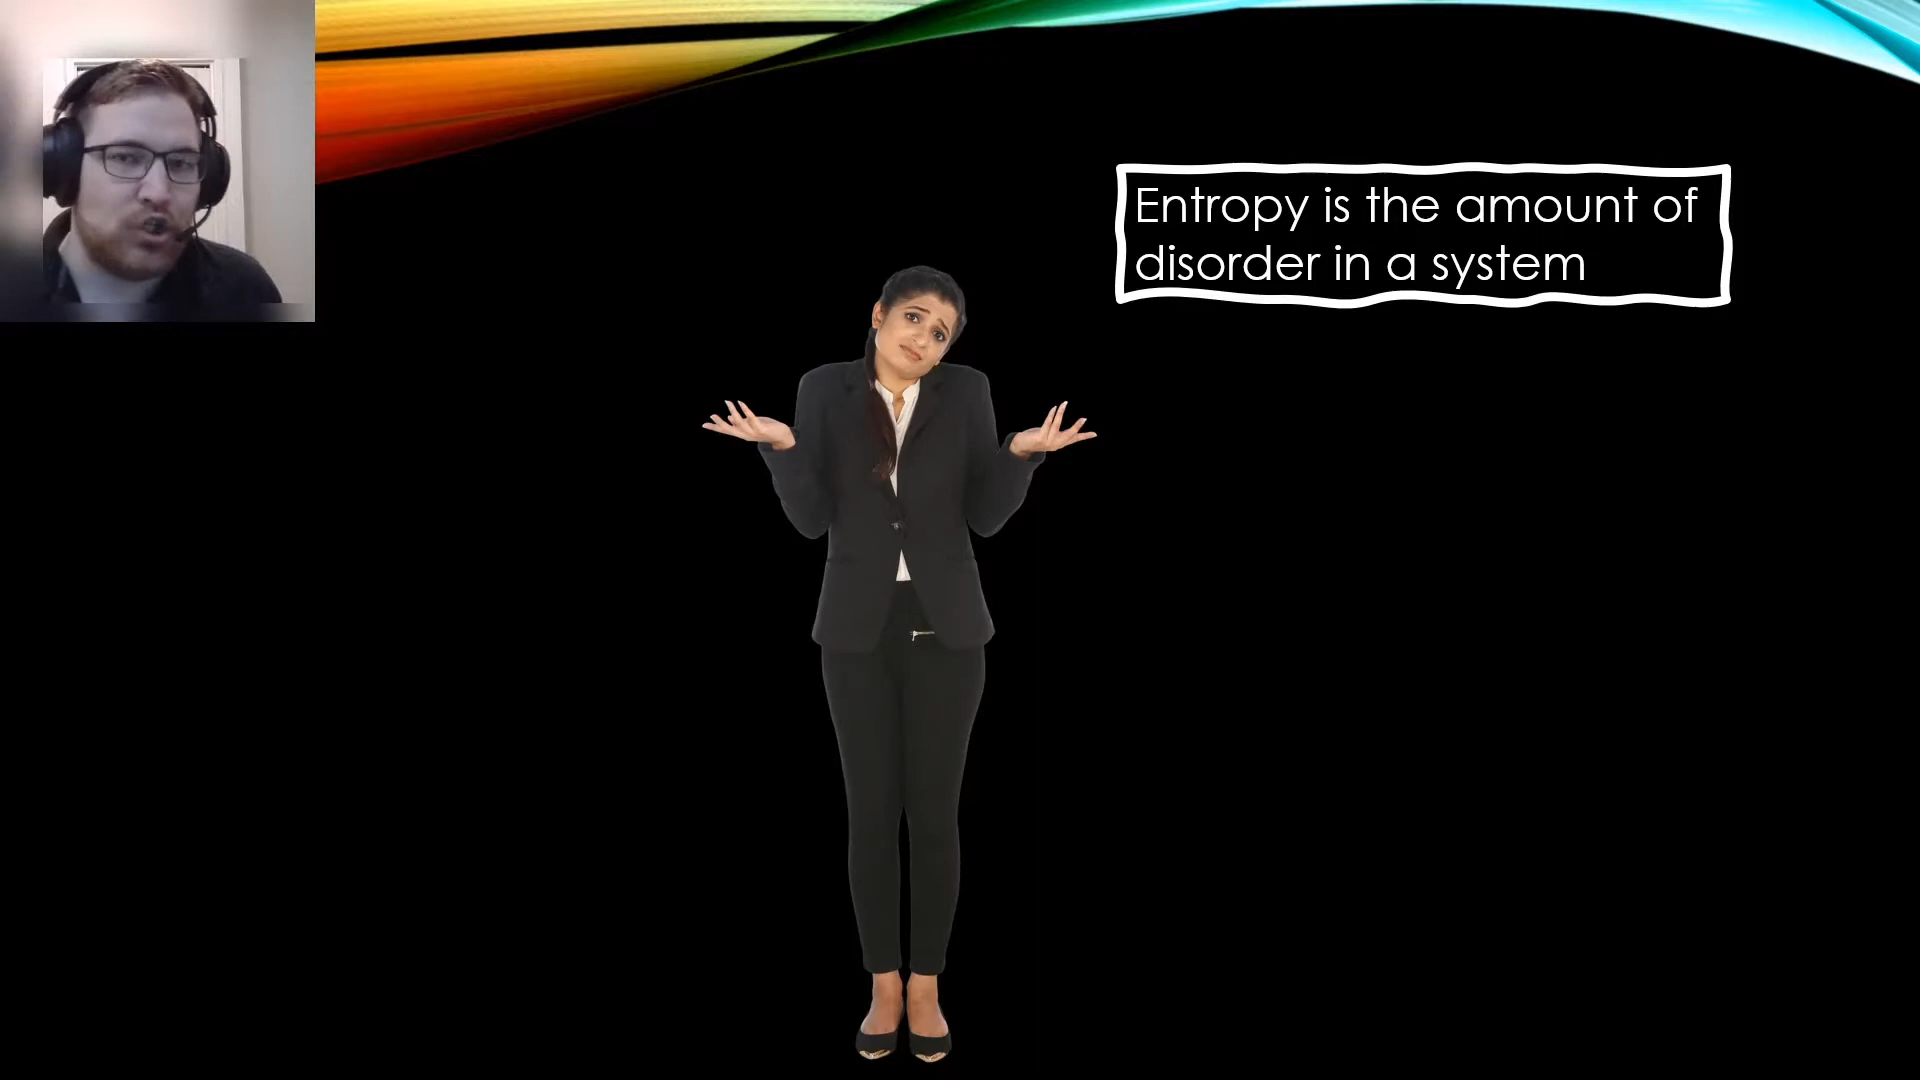 Entropy is the amount of
disorder in a system